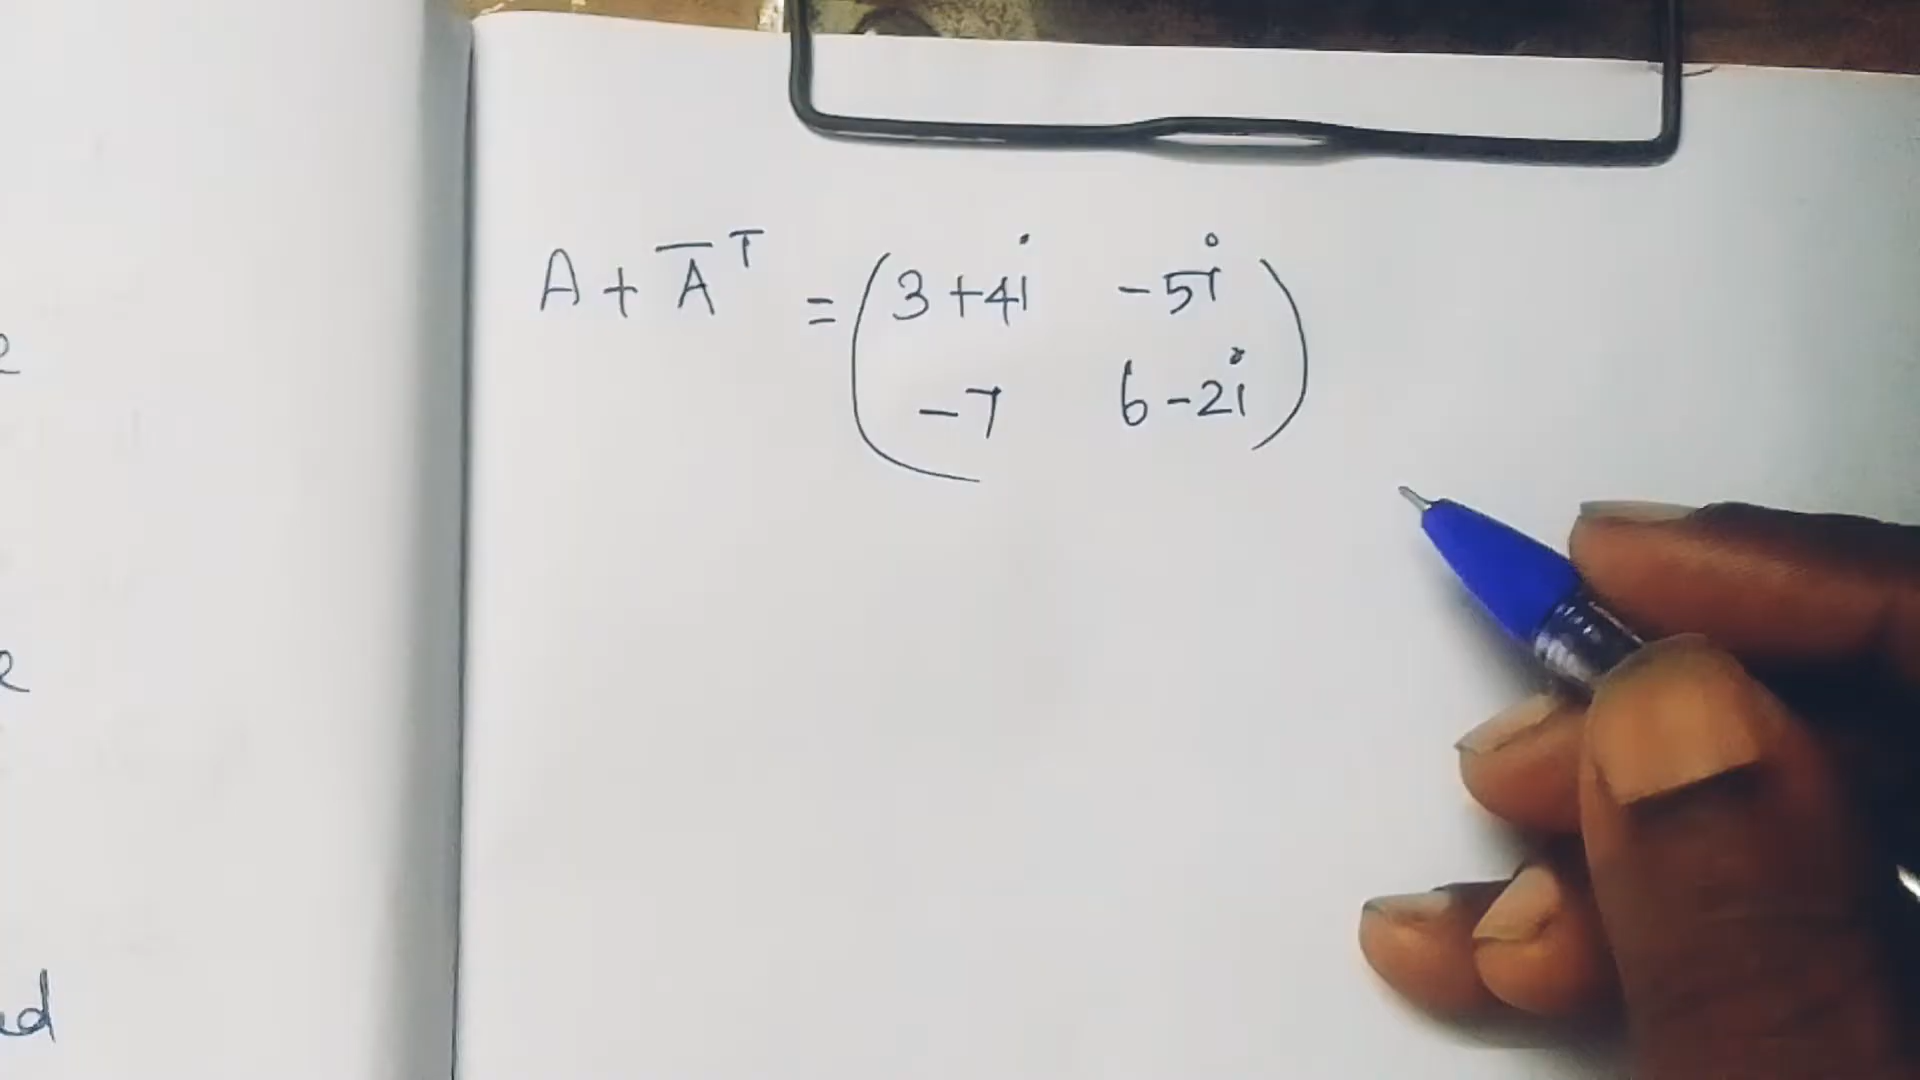 A + A̅ᵀ = ( 3+4i -5i
-7 6-2i )